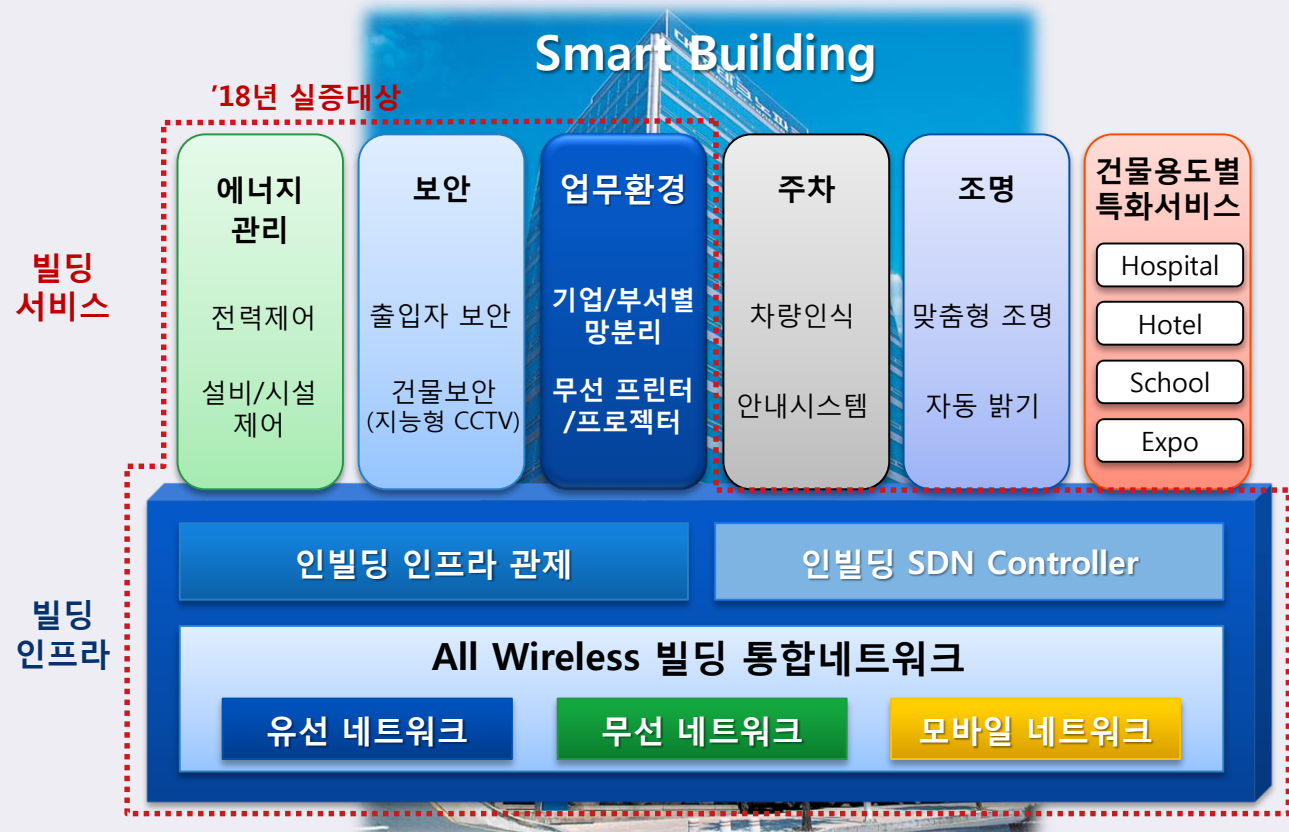 Smart Building
'18년 실증대상
빌딩
서비스
에너지
관리
전력제어
설비/시설
제어
보안
출입자 보안
건물보안
(지능형 CCTV)
업무환경
기업/부서별
망분리
무선 프린터
/프로젝터
주차
차량인식
안내시스템
조명
맞춤형 조명
자동 밝기
건물용도별
특화서비스
Hospital
Hotel
School
Expo
빌딩
인프라
인빌딩 인프라 관제
인빌딩 SDN Controller
All Wireless 빌딩 통합네트워크
유선 네트워크
무선 네트워크
모바일 네트워크